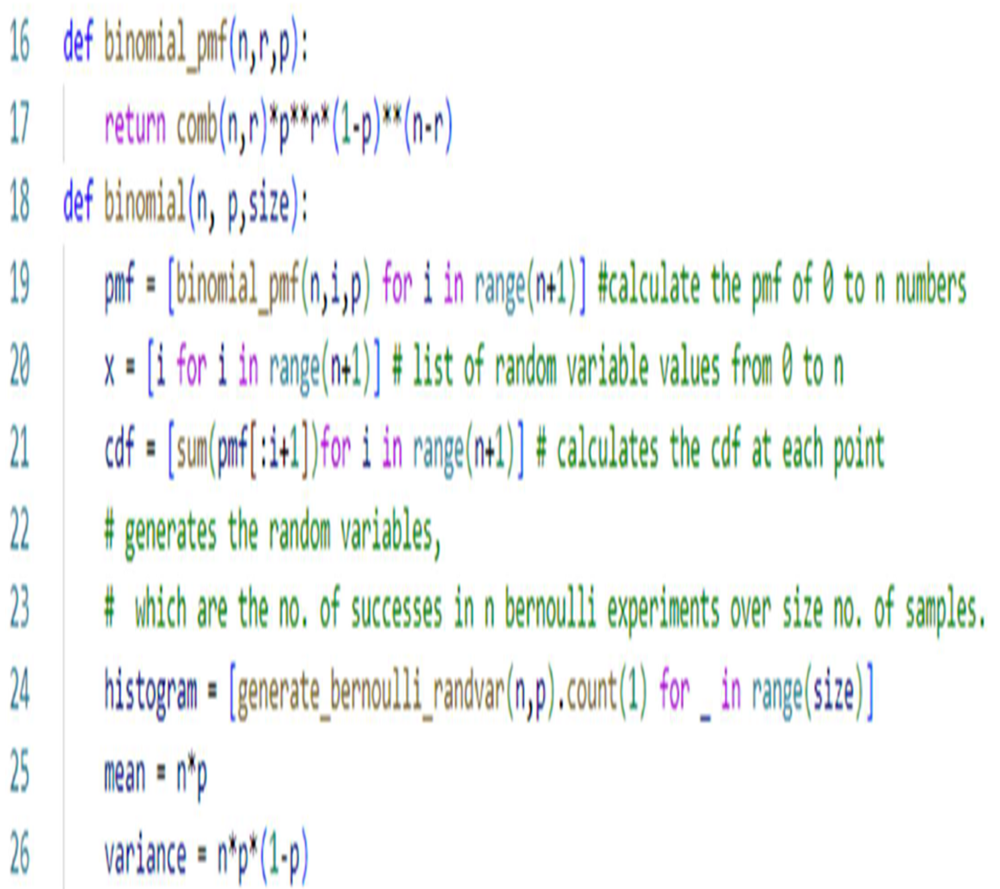 16 def binomial_pmf(n,r,p):
17 return comb(n,r)*p**r*(1-p)**(n-r)
18 def binomial(n, p,size):
19 pmf = [binomial_pmf(n,i,p) for i in range(n+1)] #calculate the pmf of 0 to n numbers
20 x = [i for i in range(n+1)] # list of random variable values from 0 to n
21 cdf = [sum(pmf[:i+1])for i in range(n+1)] # calculates the cdf at each point
22 # generates the random variables,
23 #  which are the no. of successes in n bernoulli experiments over size no. of samples.
24 histogram = [generate_bernoulli_randvar(n,p).count(1) for _ in range(size)]
25 mean = n*p
26 variance = n*p*(1-p)